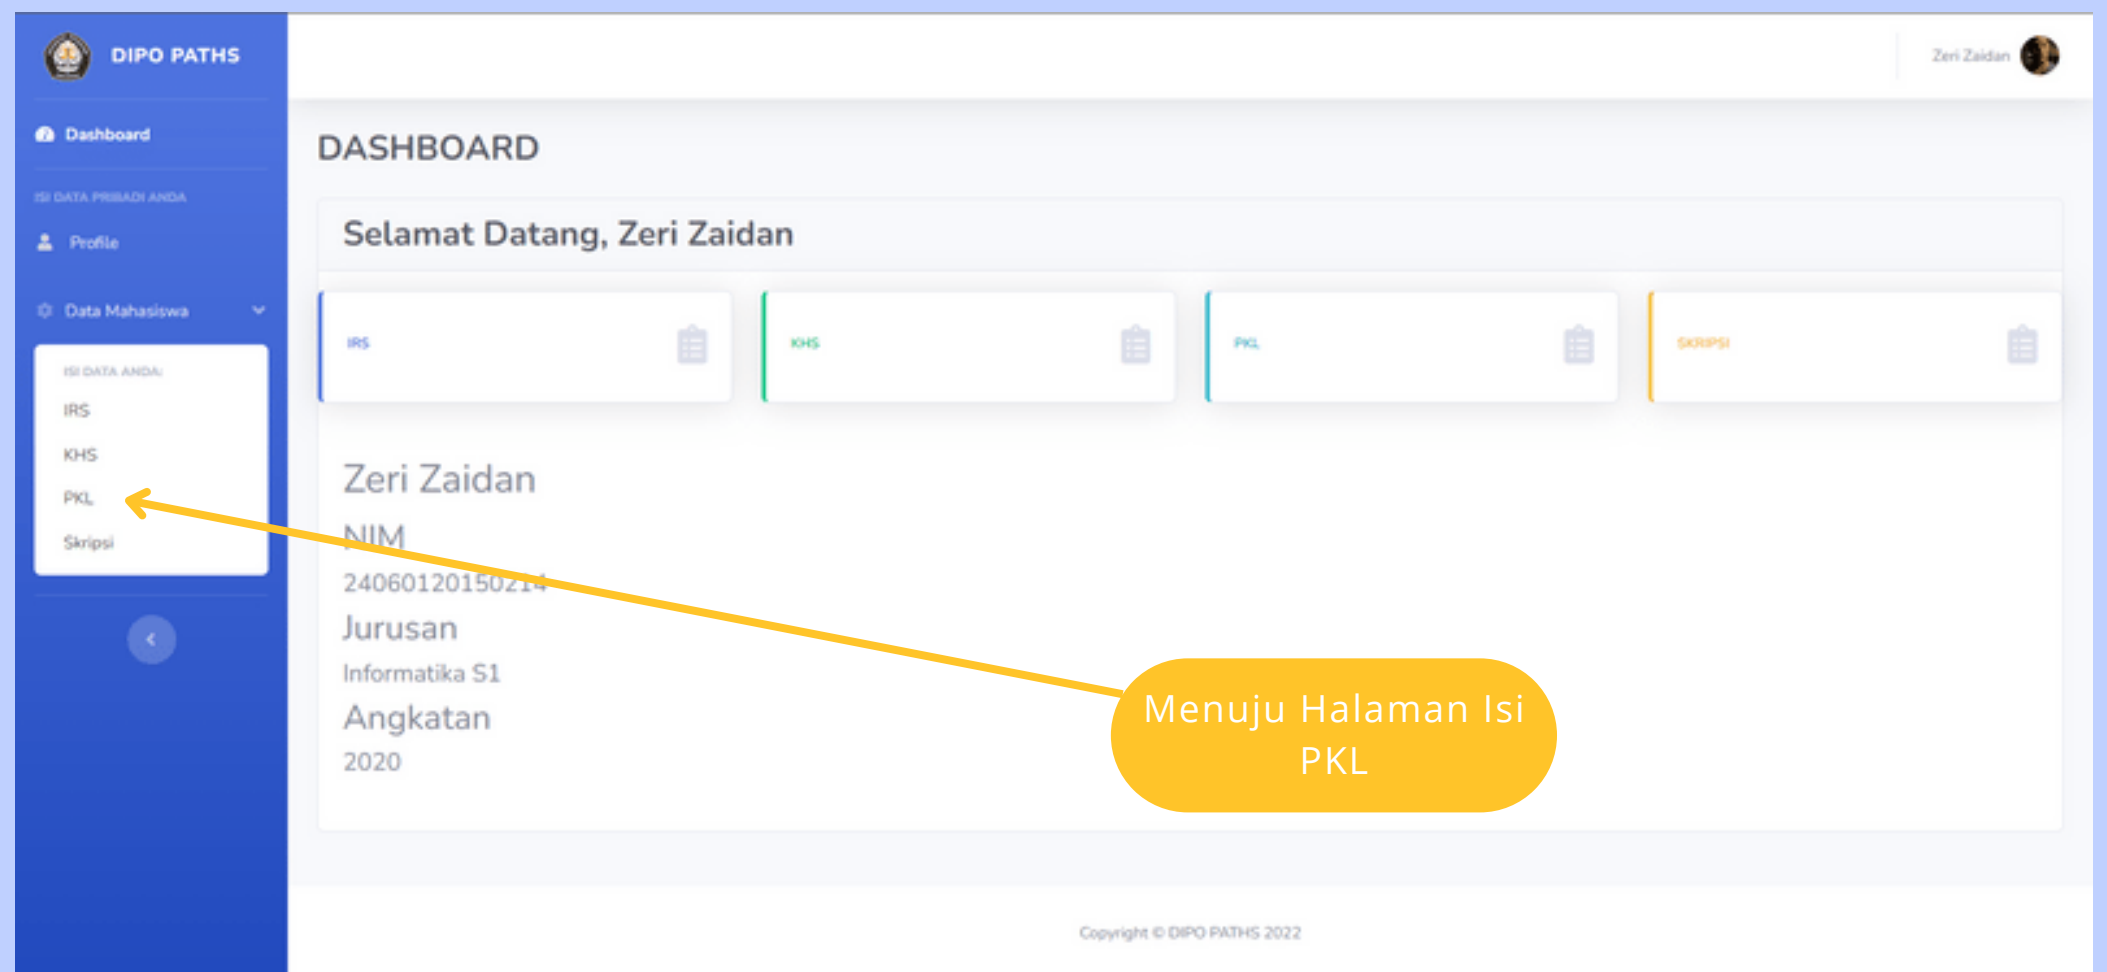 DIPO PATHS
Zeri Zaidan
Dashboard
DASHBOARD
ISI DATA PRIBADI ANDA
Selamat Datang, Zeri Zaidan
Profile
Data Mahasiswa
IRS
KHS
PKL
SKRIPSI
ISI DATA ANDA:
IRS
KHS
PKL
Skripsi
Zeri Zaidan
NIM
24060120150214
Jurusan
Informatika S1
Angkatan
2020
Menuju Halaman Isi
PKL
Copyright © DIPO PATHS 2022